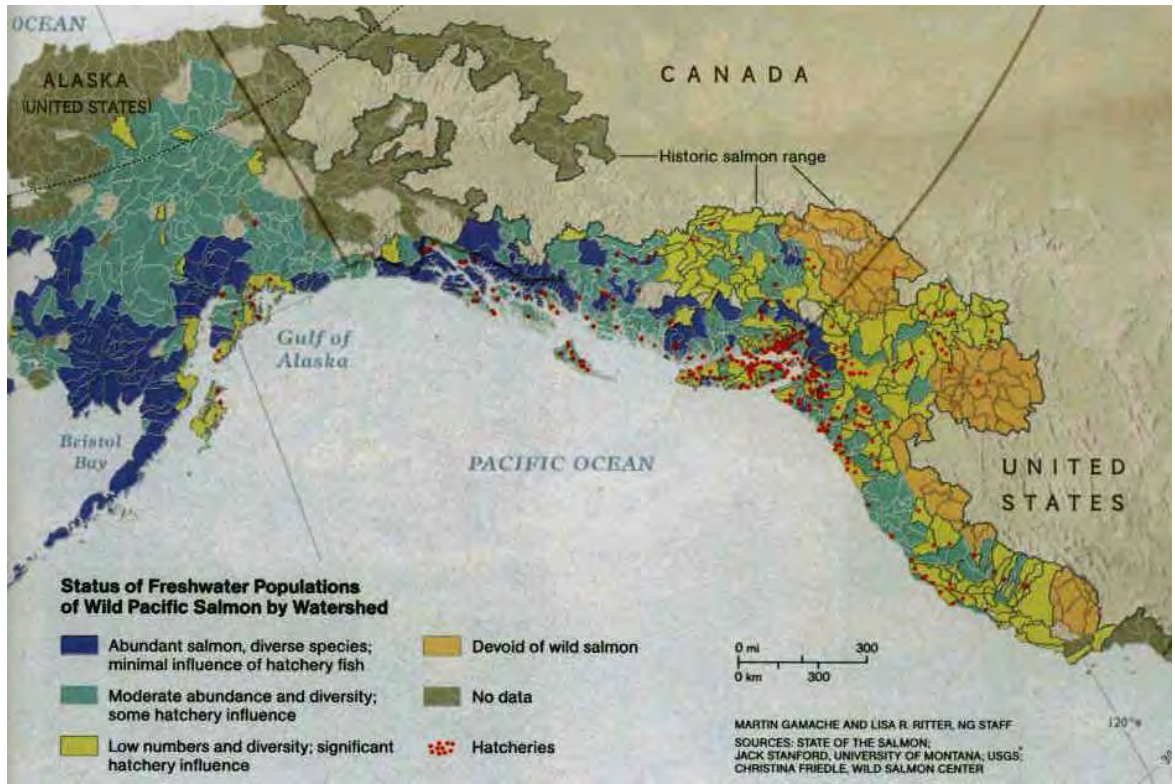 OCEAN
ALASKA
(UNITED STATES)
CANADA
Historic salmon range
Gulf of
Alaska
Bristol
Bay
PACIFIC OCEAN
UNITED
STATES
Status of Freshwater Populations
of Wild Pacific Salmon by Watershed
Abundant salmon, diverse species;
minimal influence of hatchery fish
Moderate abundance and diversity;
some hatchery influence
Low numbers and diversity; significant
hatchery influence
Devoid of wild salmon
No data
Hatcheries
0 mi 300
0 km 300
MARTIN GAMACHE AND LISA R. RITTER, NG STAFF
SOURCES: STATE OF THE SALMON;
JACK STANFORD, UNIVERSITY OF MONTANA; USGS;
CHRISTINA FRIEDLE, WILD SALMON CENTER
120°W